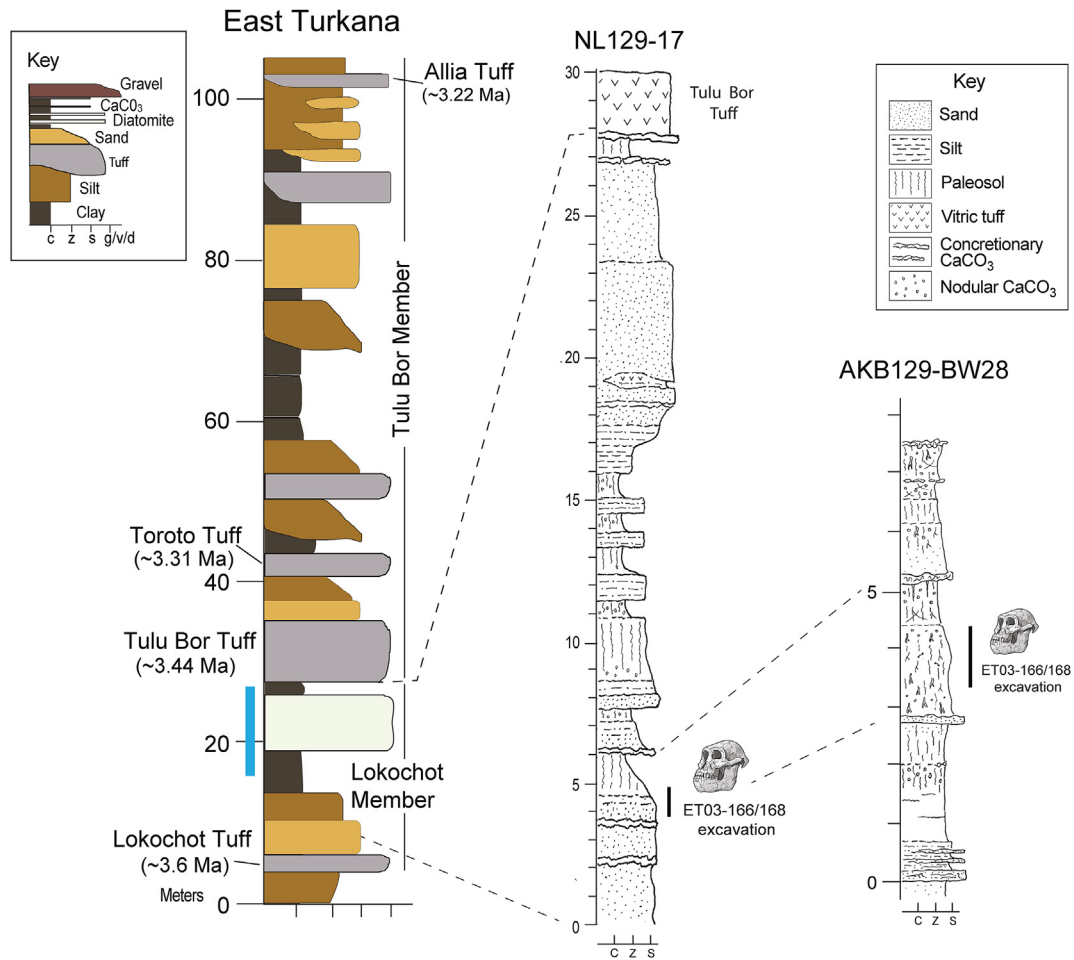 East Turkana
Key
Gravel
CaC0₃
Diatomite
Sand
Tuff
Silt
Clay
c z s g/v/d
100
80
60
40
20
0
Meters
Allia Tuff
(~3.22 Ma)
Tulu Bor Member
Toroto Tuff
(~3.31 Ma)
Tulu Bor Tuff
(~3.44 Ma)
Lokochot
Member
Lokochot Tuff
(~3.6 Ma)
NL129-17
30
25
20
15
10
5
0
Tulu Bor
Tuff
ET03-166/168
excavation
C Z S
Key
Sand
Silt
Paleosol
Vitric tuff
Concretionary
CaCO₃
Nodular CaCO₃
AKB129-BW28
5
0
ET03-166/168
excavation
C Z S